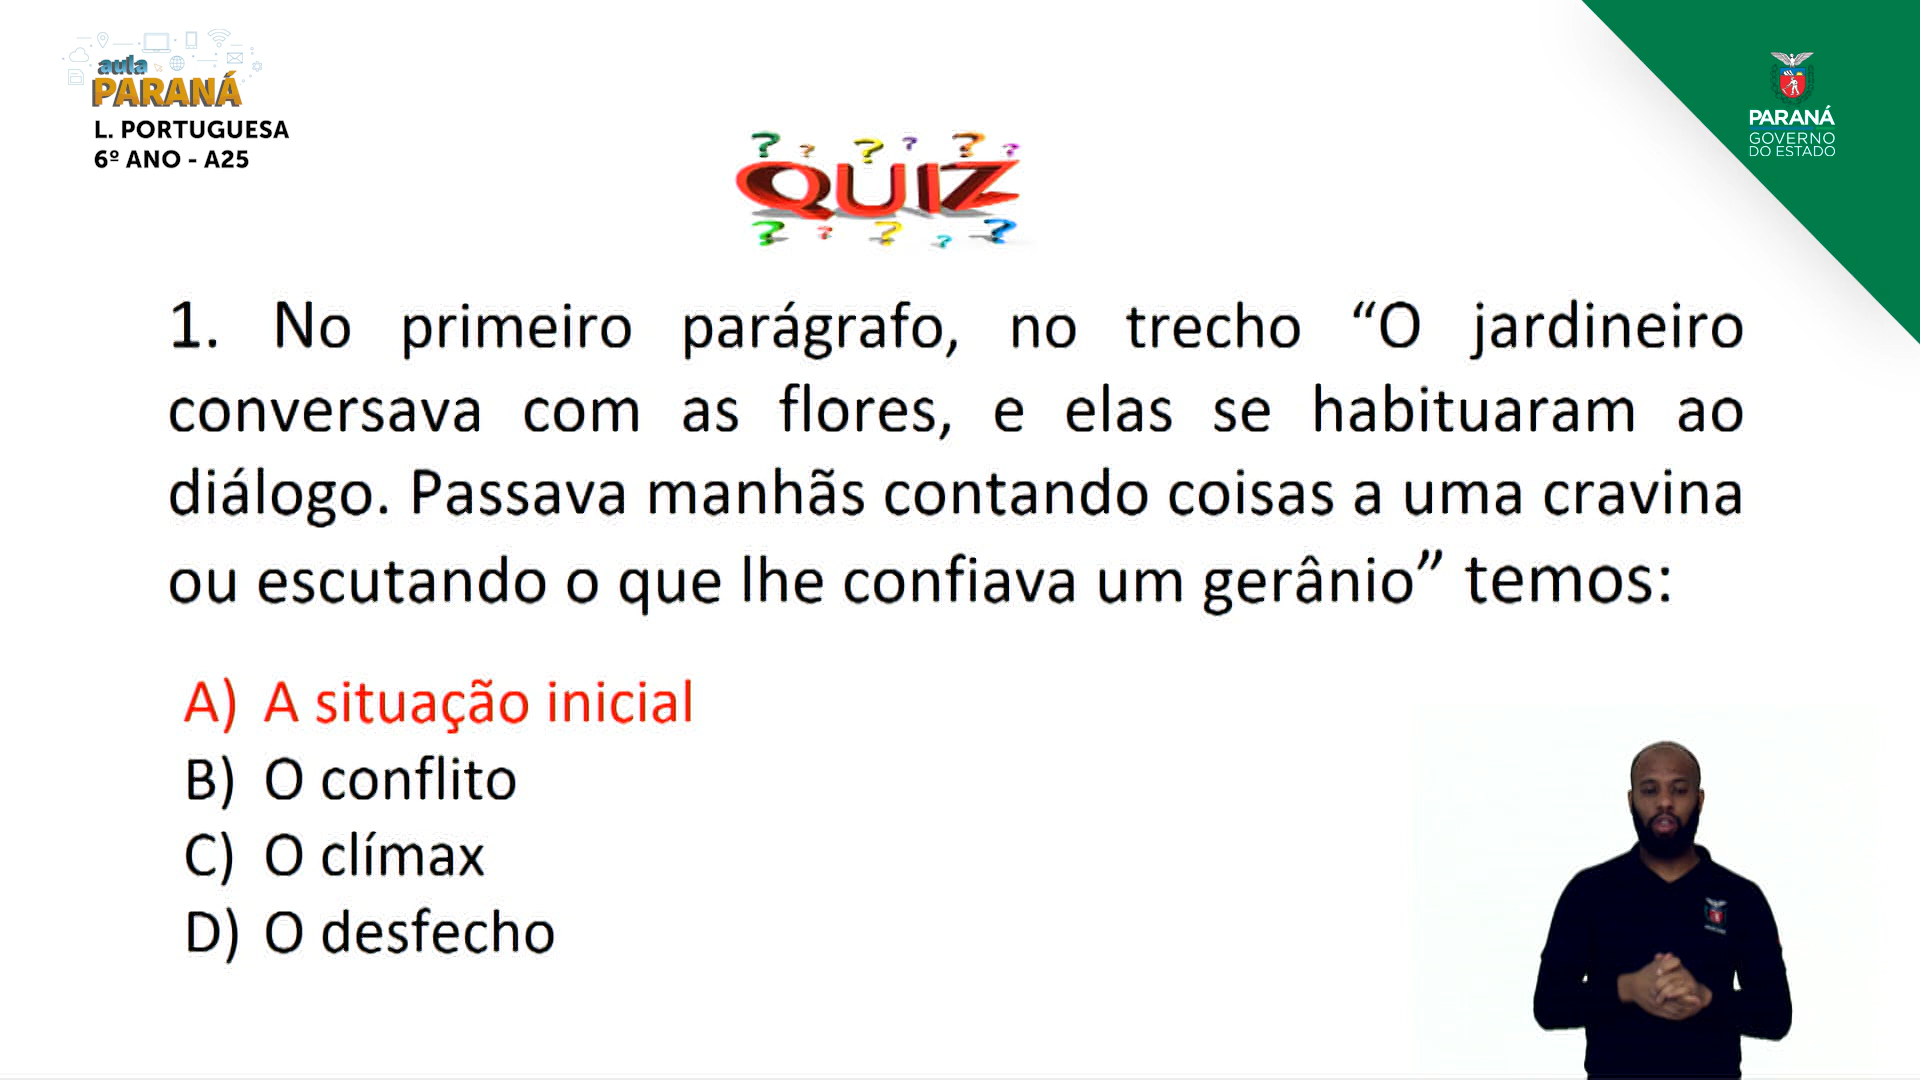 aula
PARANÁ
L. PORTUGUESA
6º ANO - A25
PARANÁ
GOVERNO
DO ESTADO
? ? ? ? ? ?
QUIZ
? ? ? ? ?
1. No primeiro parágrafo, no trecho “O jardineiro
conversava com as flores, e elas se habituaram ao
diálogo. Passava manhãs contando coisas a uma cravina
ou escutando o que lhe confiava um gerânio” temos:
A) A situação inicial
B) O conflito
C) O clímax
D) O desfecho